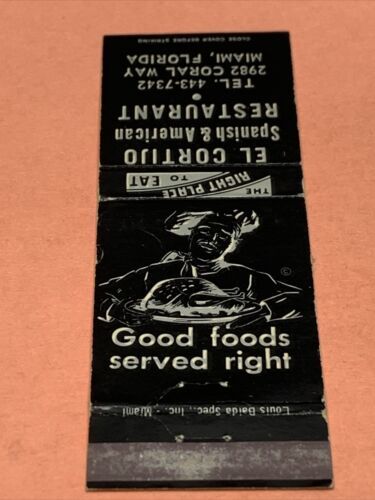 CLOSE COVER BEFORE STRIKING
EL CORTIJO
Spanish & American
RESTAURANT
•
TEL. 443-7342
2982 CORAL WAY
MIAMI, FLORIDA
THE
RIGHT PLACE
TO EAT
©
Good foods
served right
Louis Baida Spec., Inc. - Miami